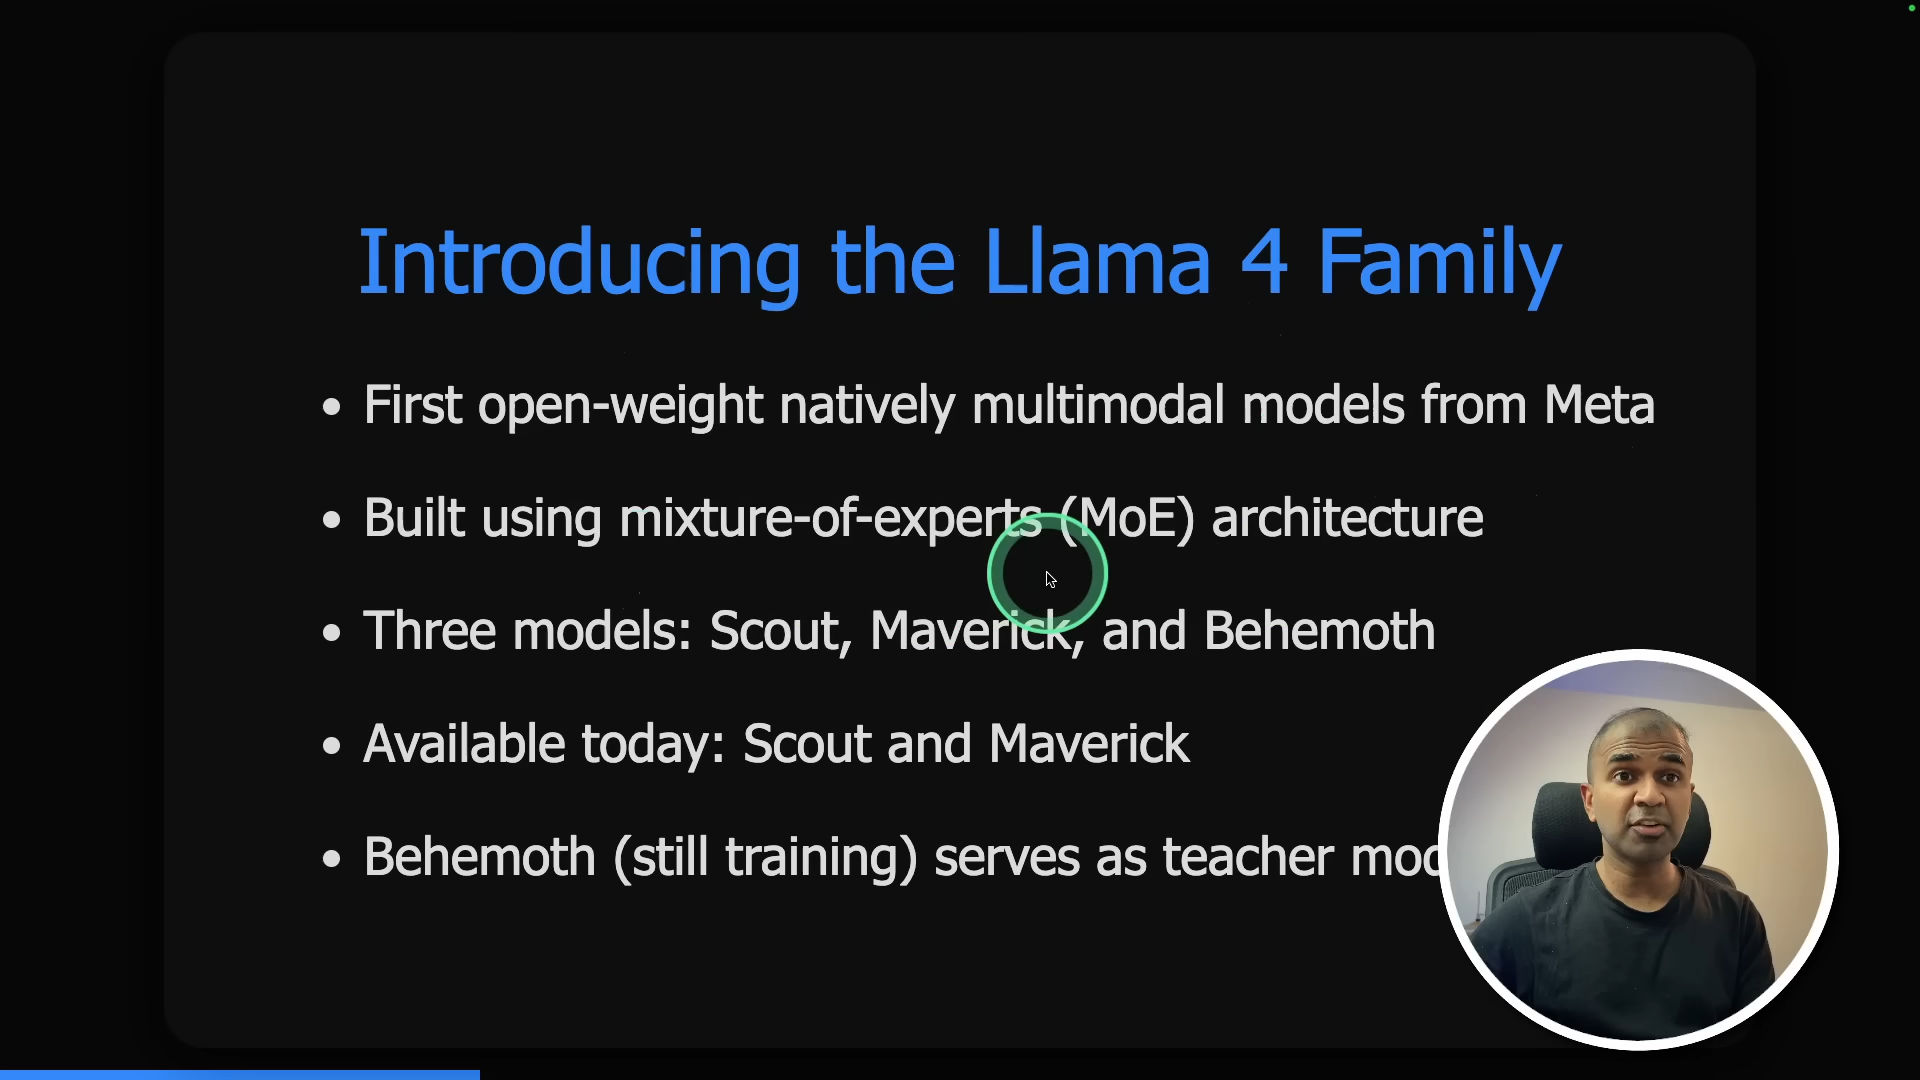 Introducing the Llama 4 Family
• First open-weight natively multimodal models from Meta
• Built using mixture-of-experts (MoE) architecture
• Three models: Scout, Maverick, and Behemoth
• Available today: Scout and Maverick
• Behemoth (still training) serves as teacher